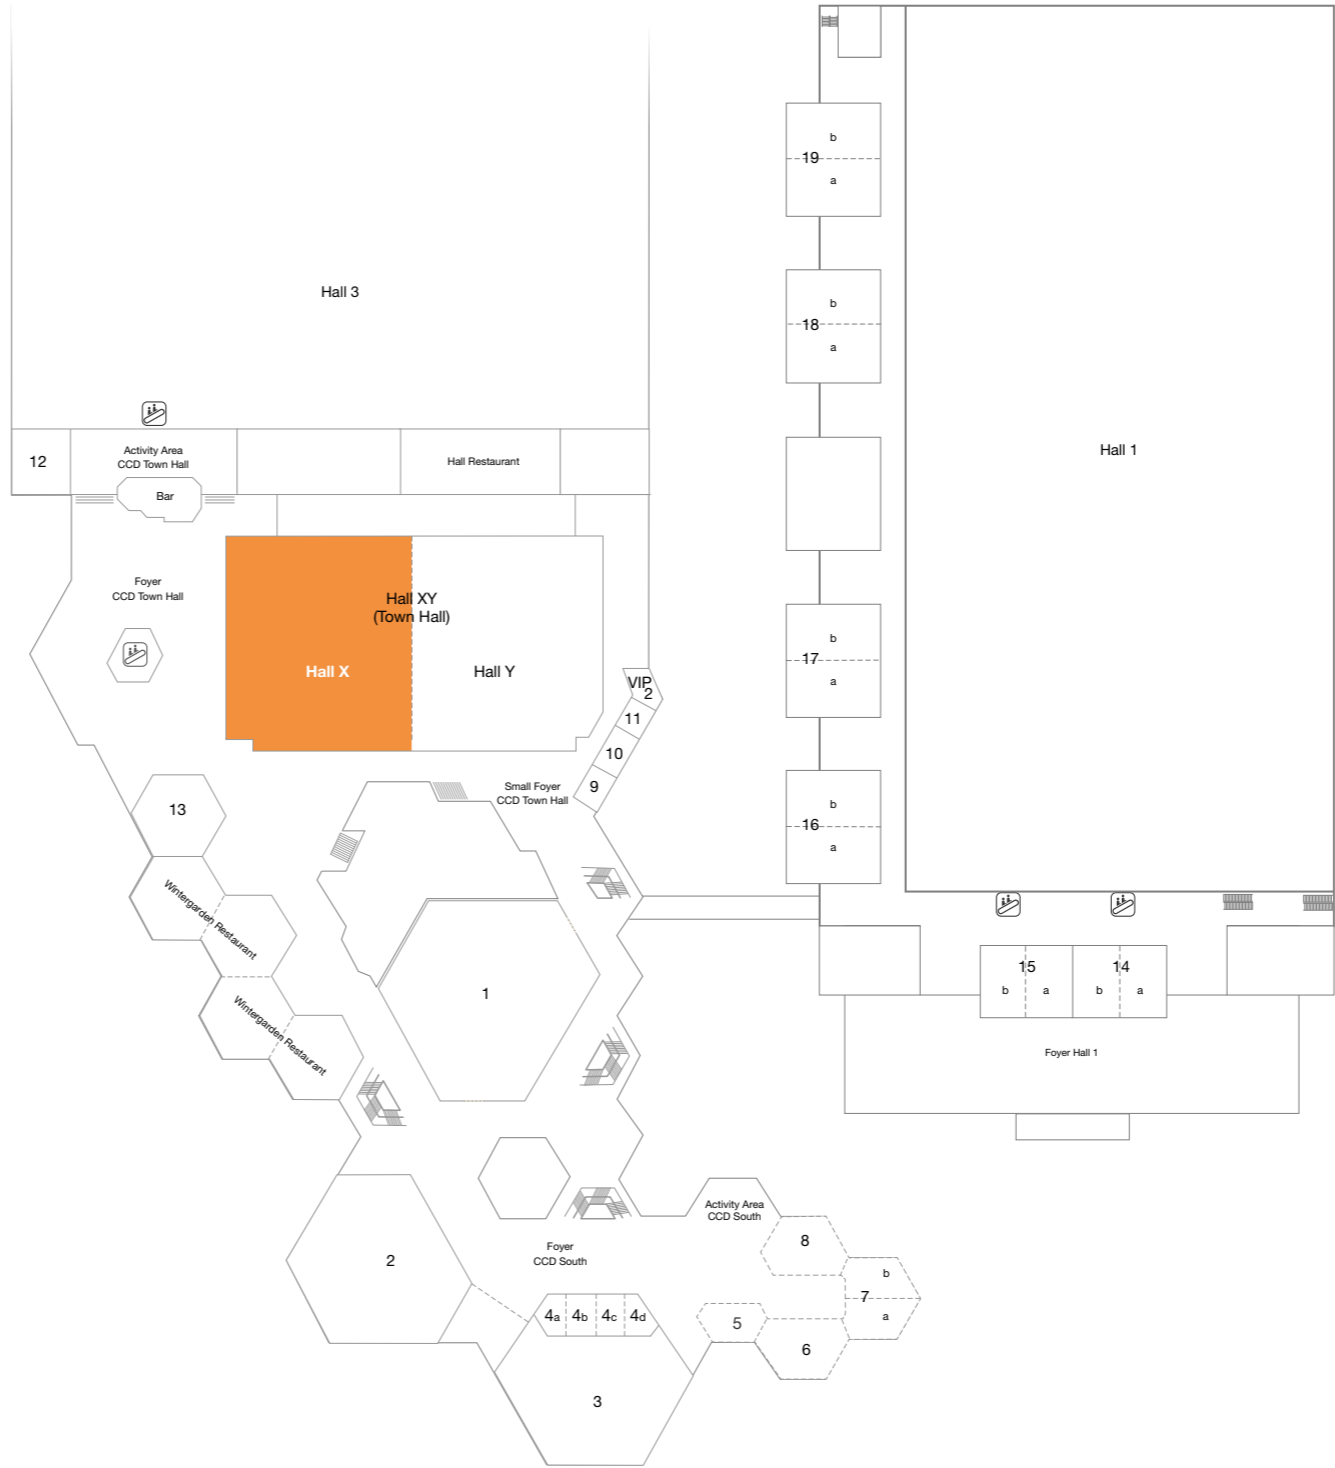 b
19
a
Hall 3
b
18
a
Hall 1
12
Activity Area
CCD Town Hall
Hall Restaurant
Bar
Foyer
CCD Town Hall
Hall XY
(Town Hall)
Hall X
Hall Y
b
17
a
VIP
2
11
10
9
Small Foyer
CCD Town Hall
13
b
16
a
Wintergarden Restaurant
Wintergarden Restaurant
1
15
14
b
a
b
a
Foyer Hall 1
Activity Area
CCD South
2
Foyer
CCD South
8
b
7
a
4a
4b
4c
4d
5
6
3